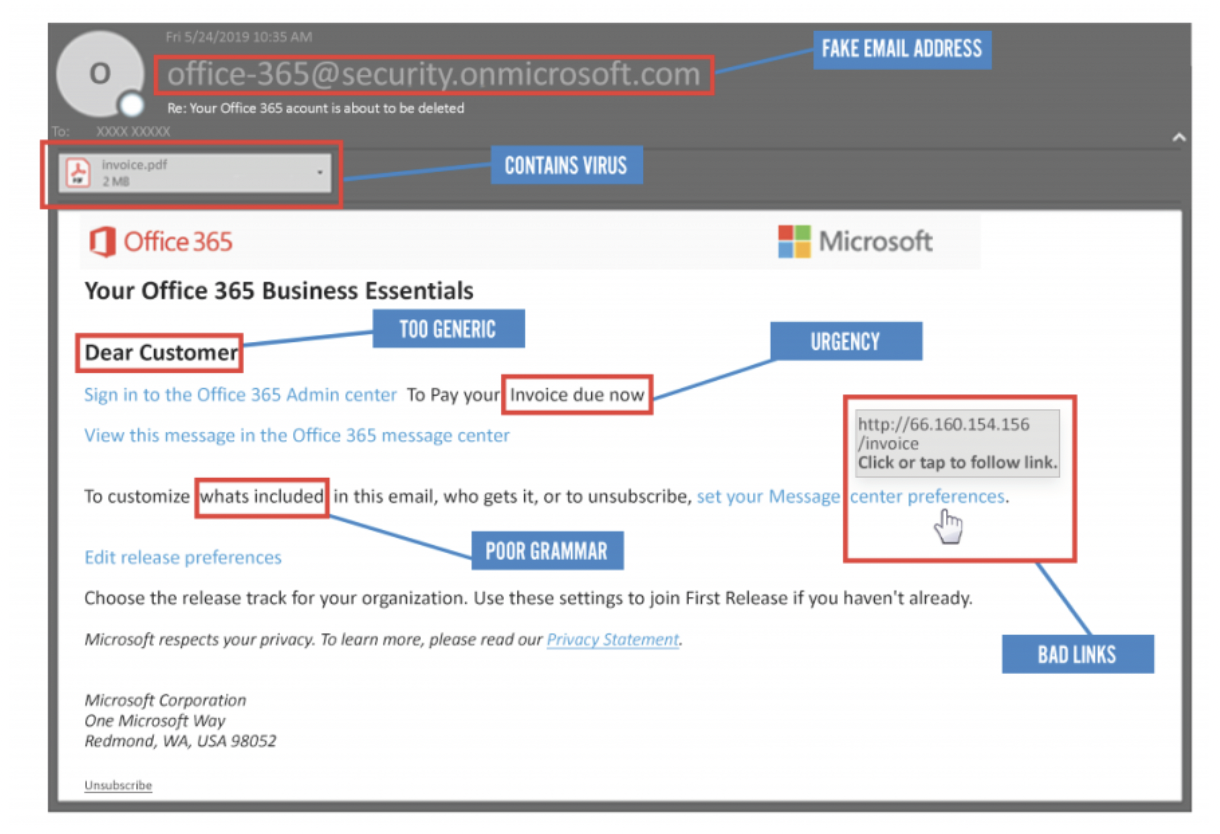 Fri 5/24/2019 10:35 AM
FAKE EMAIL ADDRESS
O
office-365@security.onmicrosoft.com
Re: Your Office 365 acount is about to be deleted
To: XXXX XXXXX
invoice.pdf
2 MB
PDF
CONTAINS VIRUS
Office 365
Microsoft
Your Office 365 Business Essentials
TOO GENERIC
URGENCY
Dear Customer
Sign in to the Office 365 Admin center To Pay your Invoice due now
http://66.160.154.156
/invoice
Click or tap to follow link.
View this message in the Office 365 message center
To customize whats included in this email, who gets it, or to unsubscribe, set your Message center preferences.
POOR GRAMMAR
Edit release preferences
Choose the release track for your organization. Use these settings to join First Release if you haven't already.
Microsoft respects your privacy. To learn more, please read our Privacy Statement.
BAD LINKS
Microsoft Corporation
One Microsoft Way
Redmond, WA, USA 98052
Unsubscribe